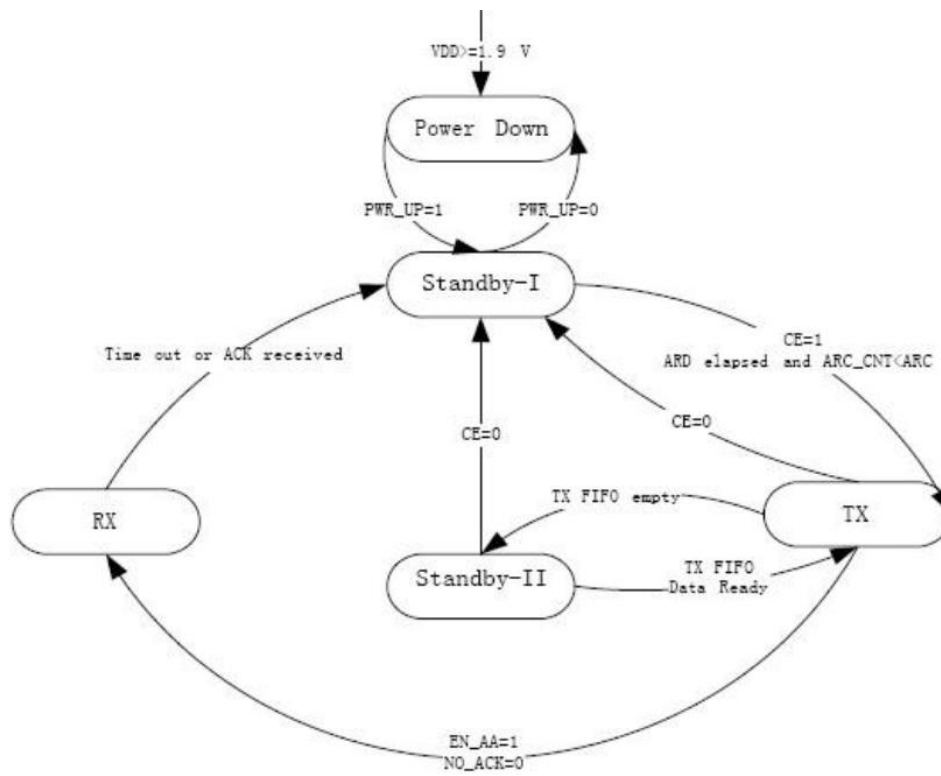 VDD>=1.9 V
Power Down
PWR_UP=1
PWR_UP=0
Standby-I
Time out or ACK received
CE=1
ARD elapsed and ARC_CNT<ARC
CE=0
CE=0
TX FIFO empty
RX
TX
Standby-II
TX FIFO
Data Ready
EN_AA=1
NO_ACK=0